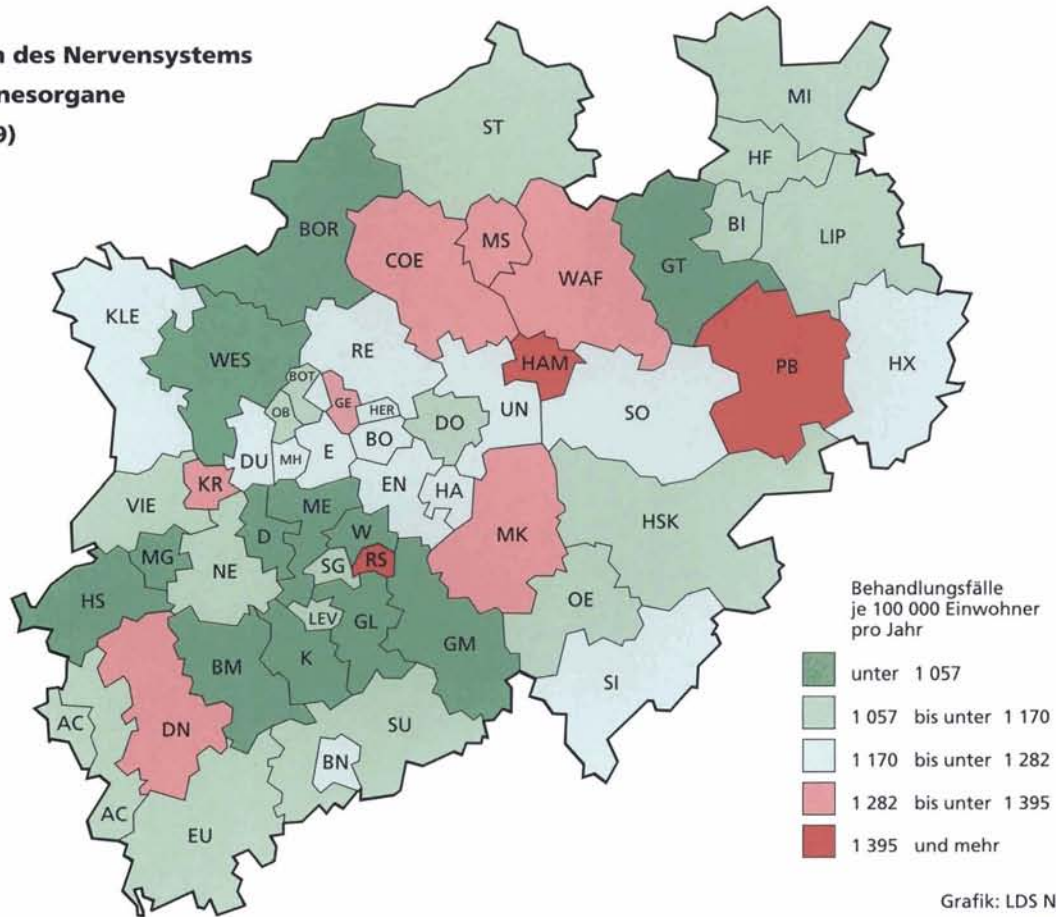 des Nervensystems
ST
MI
HF
BI
LIP
BOR
MS
COE
WAF
GT
KLE
RE
WES
HAM
PB
HX
BOT
GE
OB
HER
UN
SO
DO
BO
E
DU
MH
EN
HA
KR
VIE
ME
MK
HSK
D
W
MG
NE
SG
RS
HS
OE
LEV
GL
GM
BM
K
SI
DN
SU
AC
BN
AC
EU
Behandlungsfälle
je 100 000 Einwohner
pro Jahr
unter 1 057
1 057 bis unter 1 170
1 170 bis unter 1 282
1 282 bis unter 1 395
1 395 und mehr
Grafik: LDS